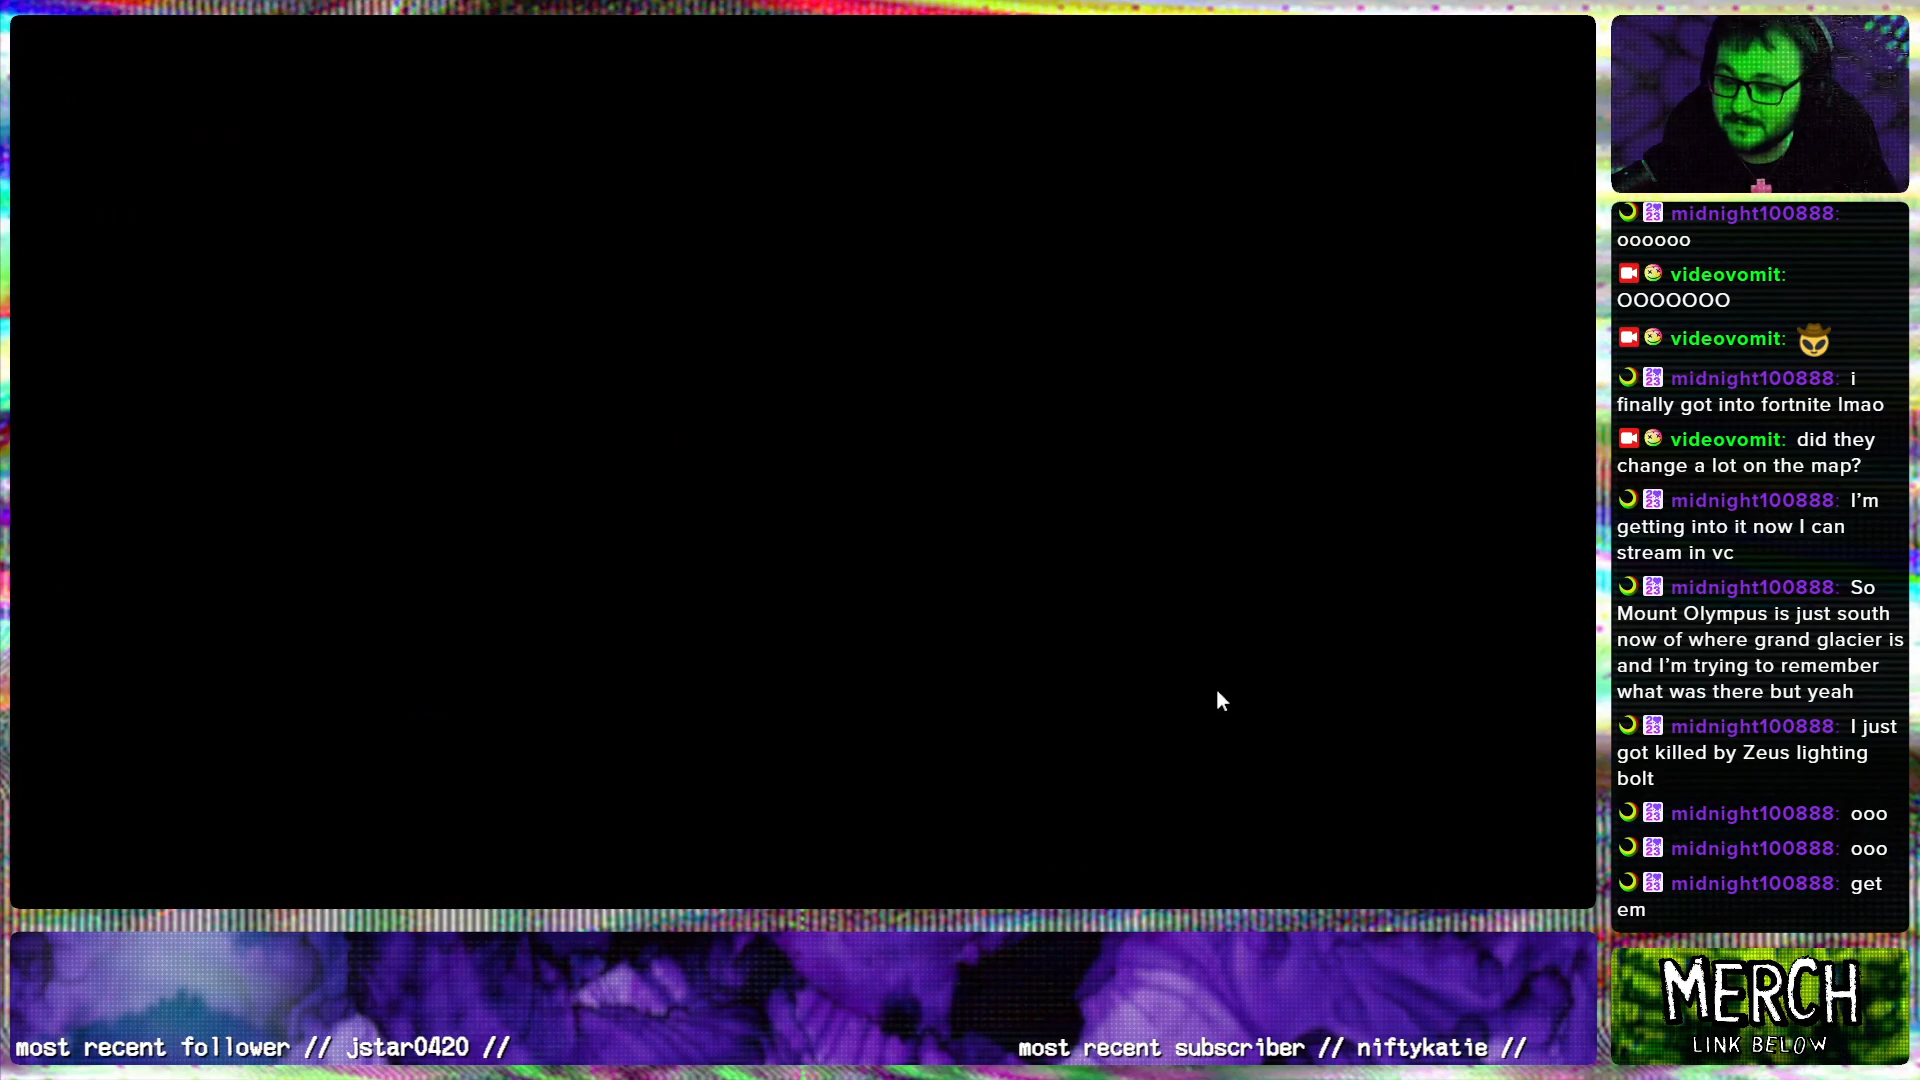 midnight100888:
oooooo
videovomit:
OOOOOOO
videovomit:
midnight100888: i
finally got into fortnite lmao
videovomit: did they
change a lot on the map?
midnight100888: I’m
getting into it now I can
stream in vc
midnight100888: So
Mount Olympus is just south
now of where grand glacier is
and I’m trying to remember
what was there but yeah
midnight100888: I just
got killed by Zeus lighting
bolt
midnight100888: ooo
midnight100888: ooo
midnight100888: get
em
MERCH
LINK BELOW
most recent follower // jstar0420 //
most recent subscriber // niftykatie //